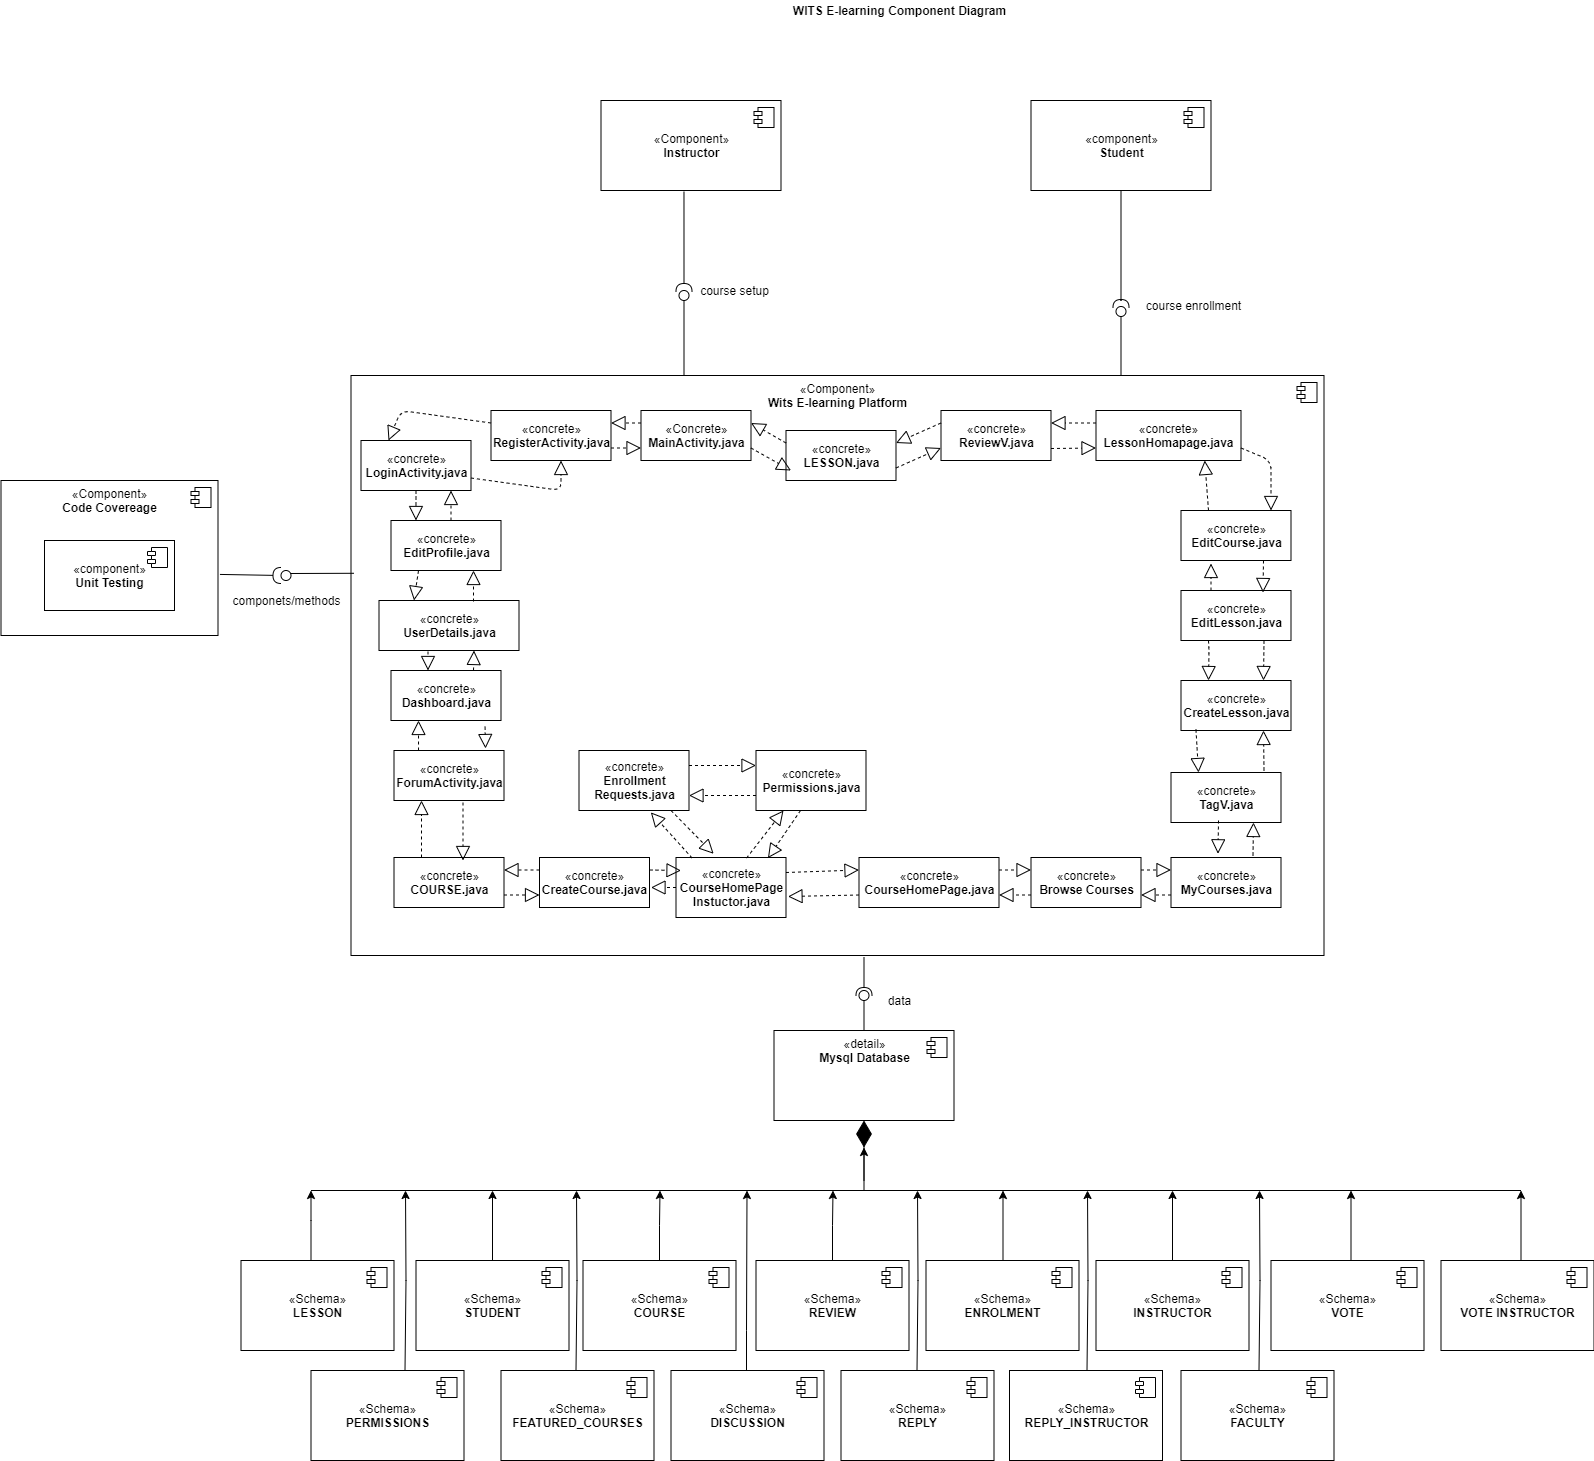 WITS E-learning Component Diagram
«Component»
Instructor
«component»
Student
course setup
course enrollment
«Component»
Wits E-learning Platform
«concrete»
RegisterActivity.java
«Concrete»
MainActivity.java
«concrete»
LESSON.java
«concrete»
ReviewV.java
«concrete»
LessonHomapage.java
«concrete»
LoginActivity.java
«Component»
Code Covereage
«component»
Unit Testing
componets/methods
«concrete»
EditProfile.java
«concrete»
EditCourse.java
«concrete»
UserDetails.java
«concrete»
EditLesson.java
«concrete»
Dashboard.java
«concrete»
CreateLesson.java
«concrete»
ForumActivity.java
«concrete»
Enrollment
Requests.java
«concrete»
Permissions.java
«concrete»
TagV.java
«concrete»
COURSE.java
«concrete»
CreateCourse.java
«concrete»
CourseHomePage
Instuctor.java
«concrete»
CourseHomePage.java
«concrete»
Browse Courses
«concrete»
MyCourses.java
data
«detail»
Mysql Database
«Schema»
LESSON
«Schema»
STUDENT
«Schema»
COURSE
«Schema»
REVIEW
«Schema»
ENROLMENT
«Schema»
INSTRUCTOR
«Schema»
VOTE
«Schema»
VOTE INSTRUCTOR
«Schema»
PERMISSIONS
«Schema»
FEATURED_COURSES
«Schema»
DISCUSSION
«Schema»
REPLY
«Schema»
REPLY_INSTRUCTOR
«Schema»
FACULTY